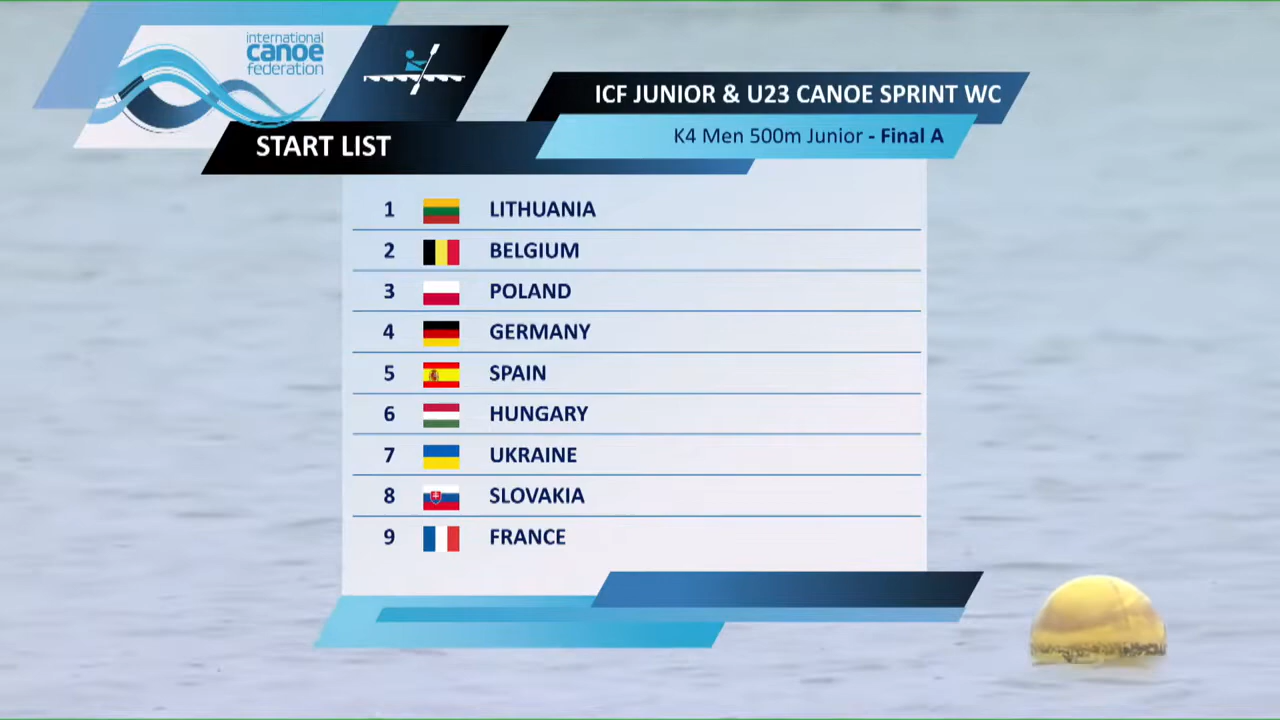 international
canoe
federation
ICF JUNIOR & U23 CANOE SPRINT WC
START LIST
K4 Men 500m Junior - Final A
1 LITHUANIA
2 BELGIUM
3 POLAND
4 GERMANY
5 SPAIN
6 HUNGARY
7 UKRAINE
8 SLOVAKIA
9 FRANCE